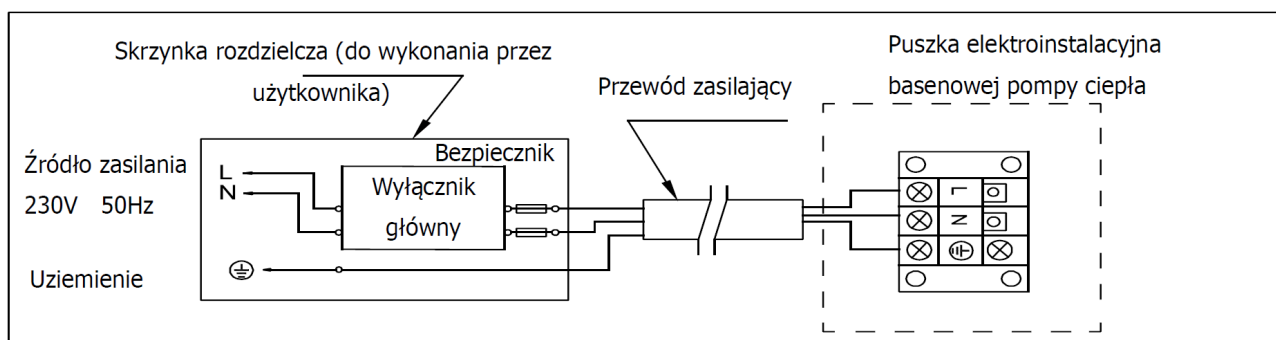 Skrzynka rozdzielcza (do wykonania przez
użytkownika)
Przewód zasilający
Puszka elektroinstalacyjna
basenowej pompy ciepła
Źródło zasilania
230V 50Hz
Uziemienie
L
N
Bezpiecznik
Wyłącznik
główny
L
N